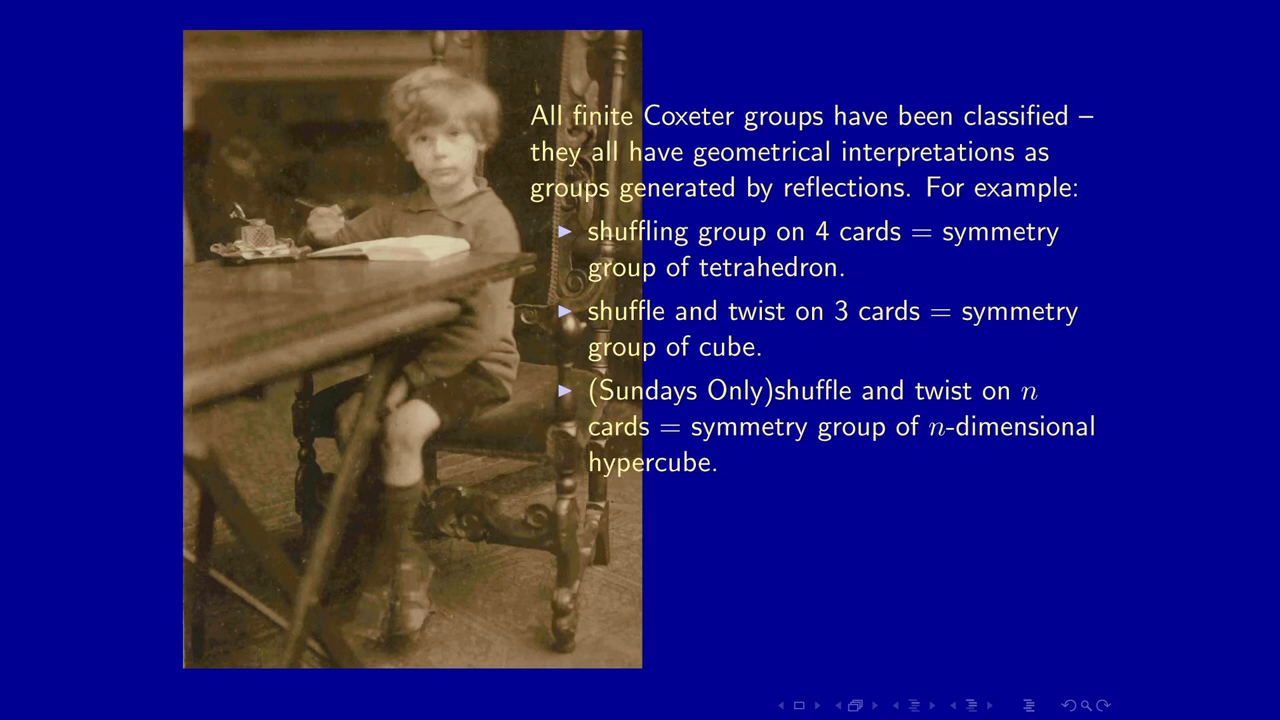 All finite Coxeter groups have been classified –
they all have geometrical interpretations as
groups generated by reflections. For example:
shuffling group on 4 cards = symmetry
group of tetrahedron.
shuffle and twist on 3 cards = symmetry
group of cube.
(Sundays Only)shuffle and twist on n
cards = symmetry group of n-dimensional
hypercube.